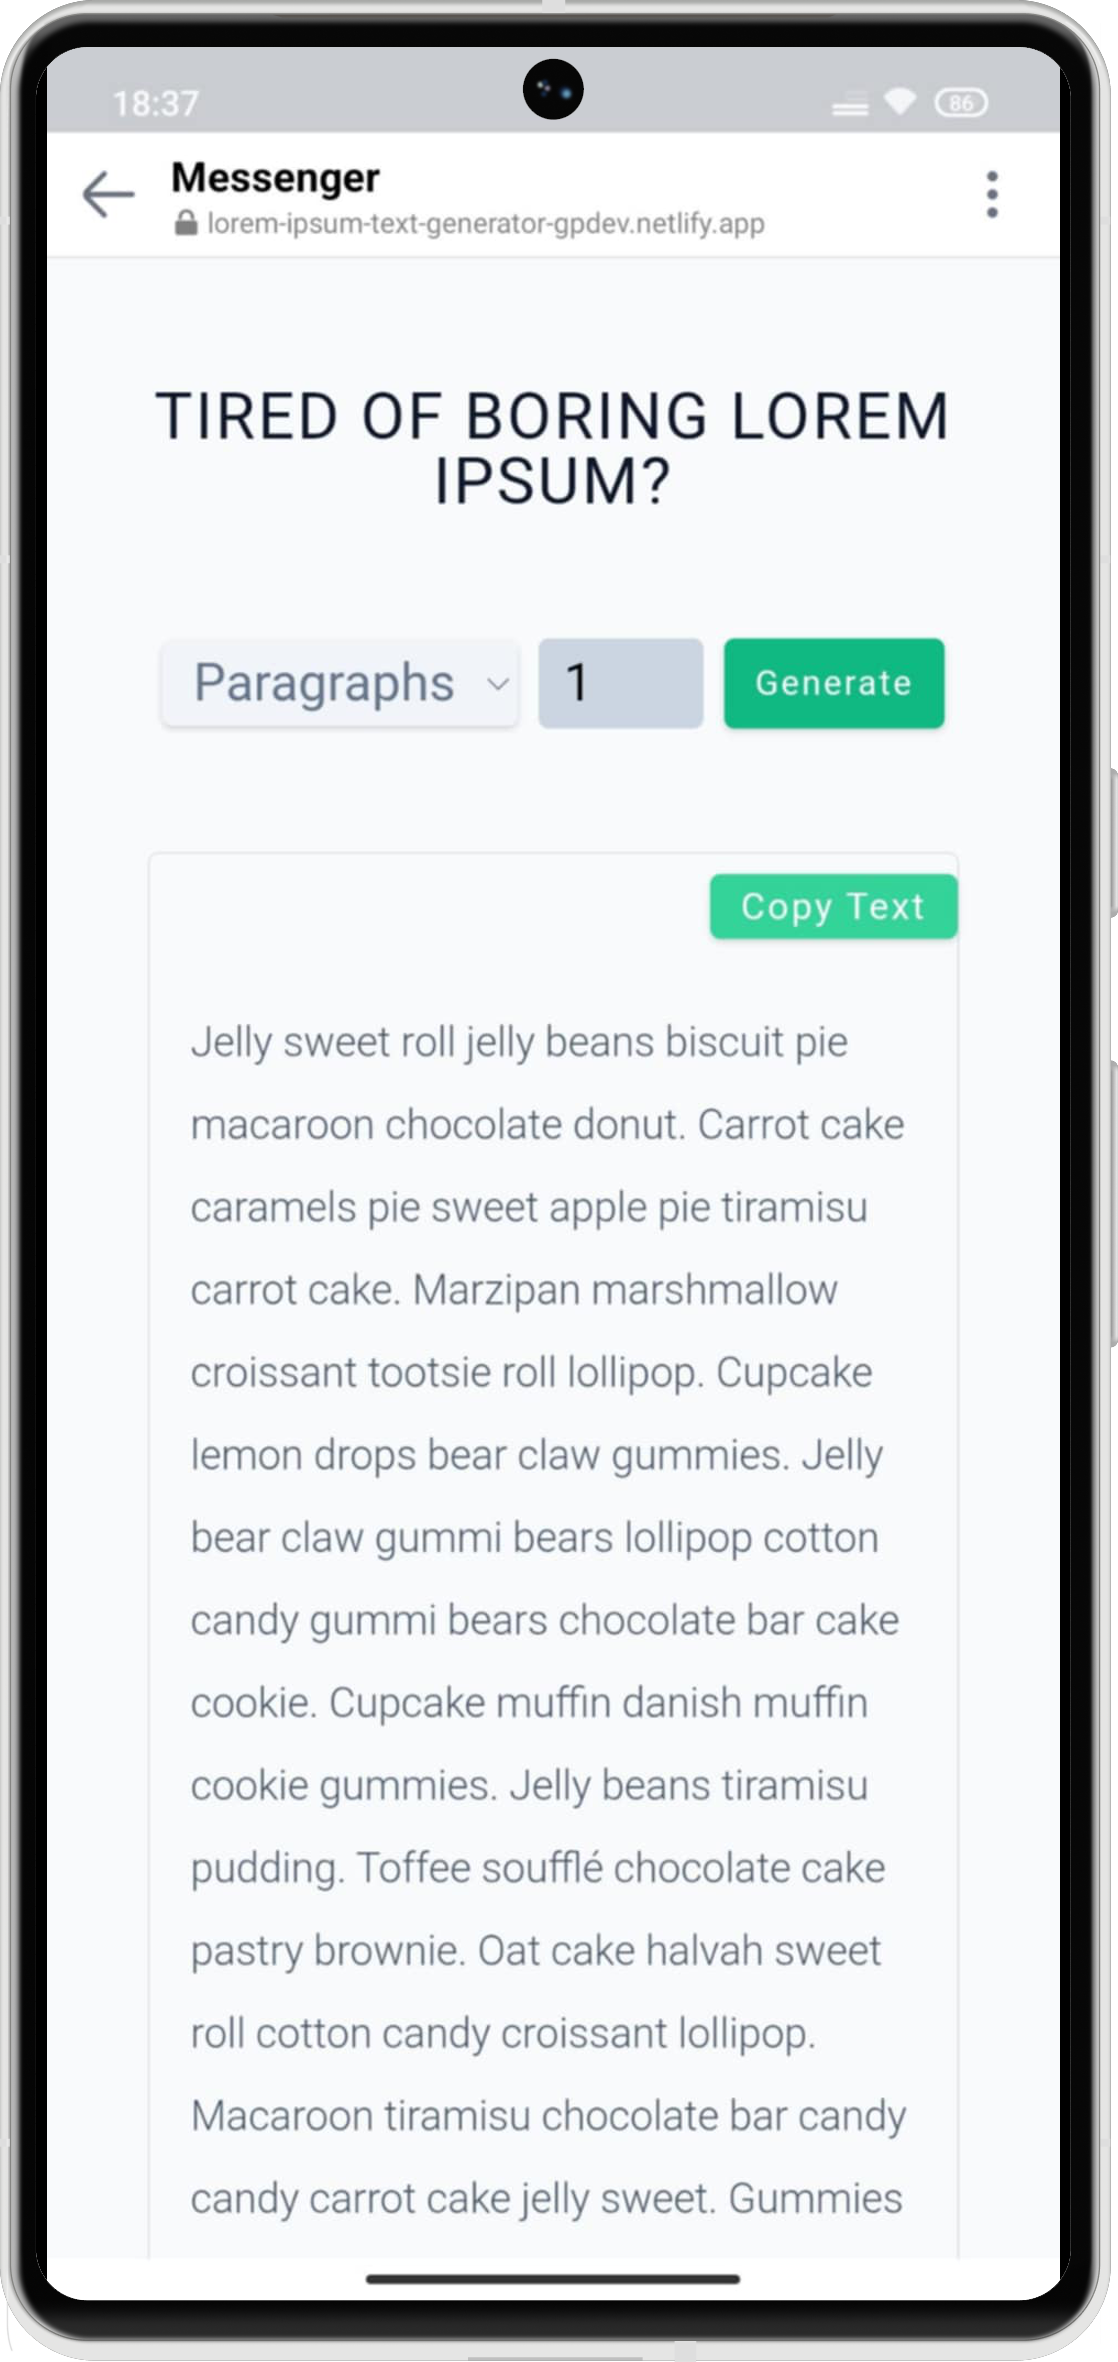 18:37
86
Messenger
lorem-ipsum-text-generator-gpdev.netlify.app
TIRED OF BORING LOREM
IPSUM?
Paragraphs
1
Generate
Copy Text
Jelly sweet roll jelly beans biscuit pie
macaroon chocolate donut. Carrot cake
caramels pie sweet apple pie tiramisu
carrot cake. Marzipan marshmallow
croissant tootsie roll lollipop. Cupcake
lemon drops bear claw gummies. Jelly
bear claw gummi bears lollipop cotton
candy gummi bears chocolate bar cake
cookie. Cupcake muffin danish muffin
cookie gummies. Jelly beans tiramisu
pudding. Toffee soufflé chocolate cake
pastry brownie. Oat cake halvah sweet
roll cotton candy croissant lollipop.
Macaroon tiramisu chocolate bar candy
candy carrot cake jelly sweet. Gummies